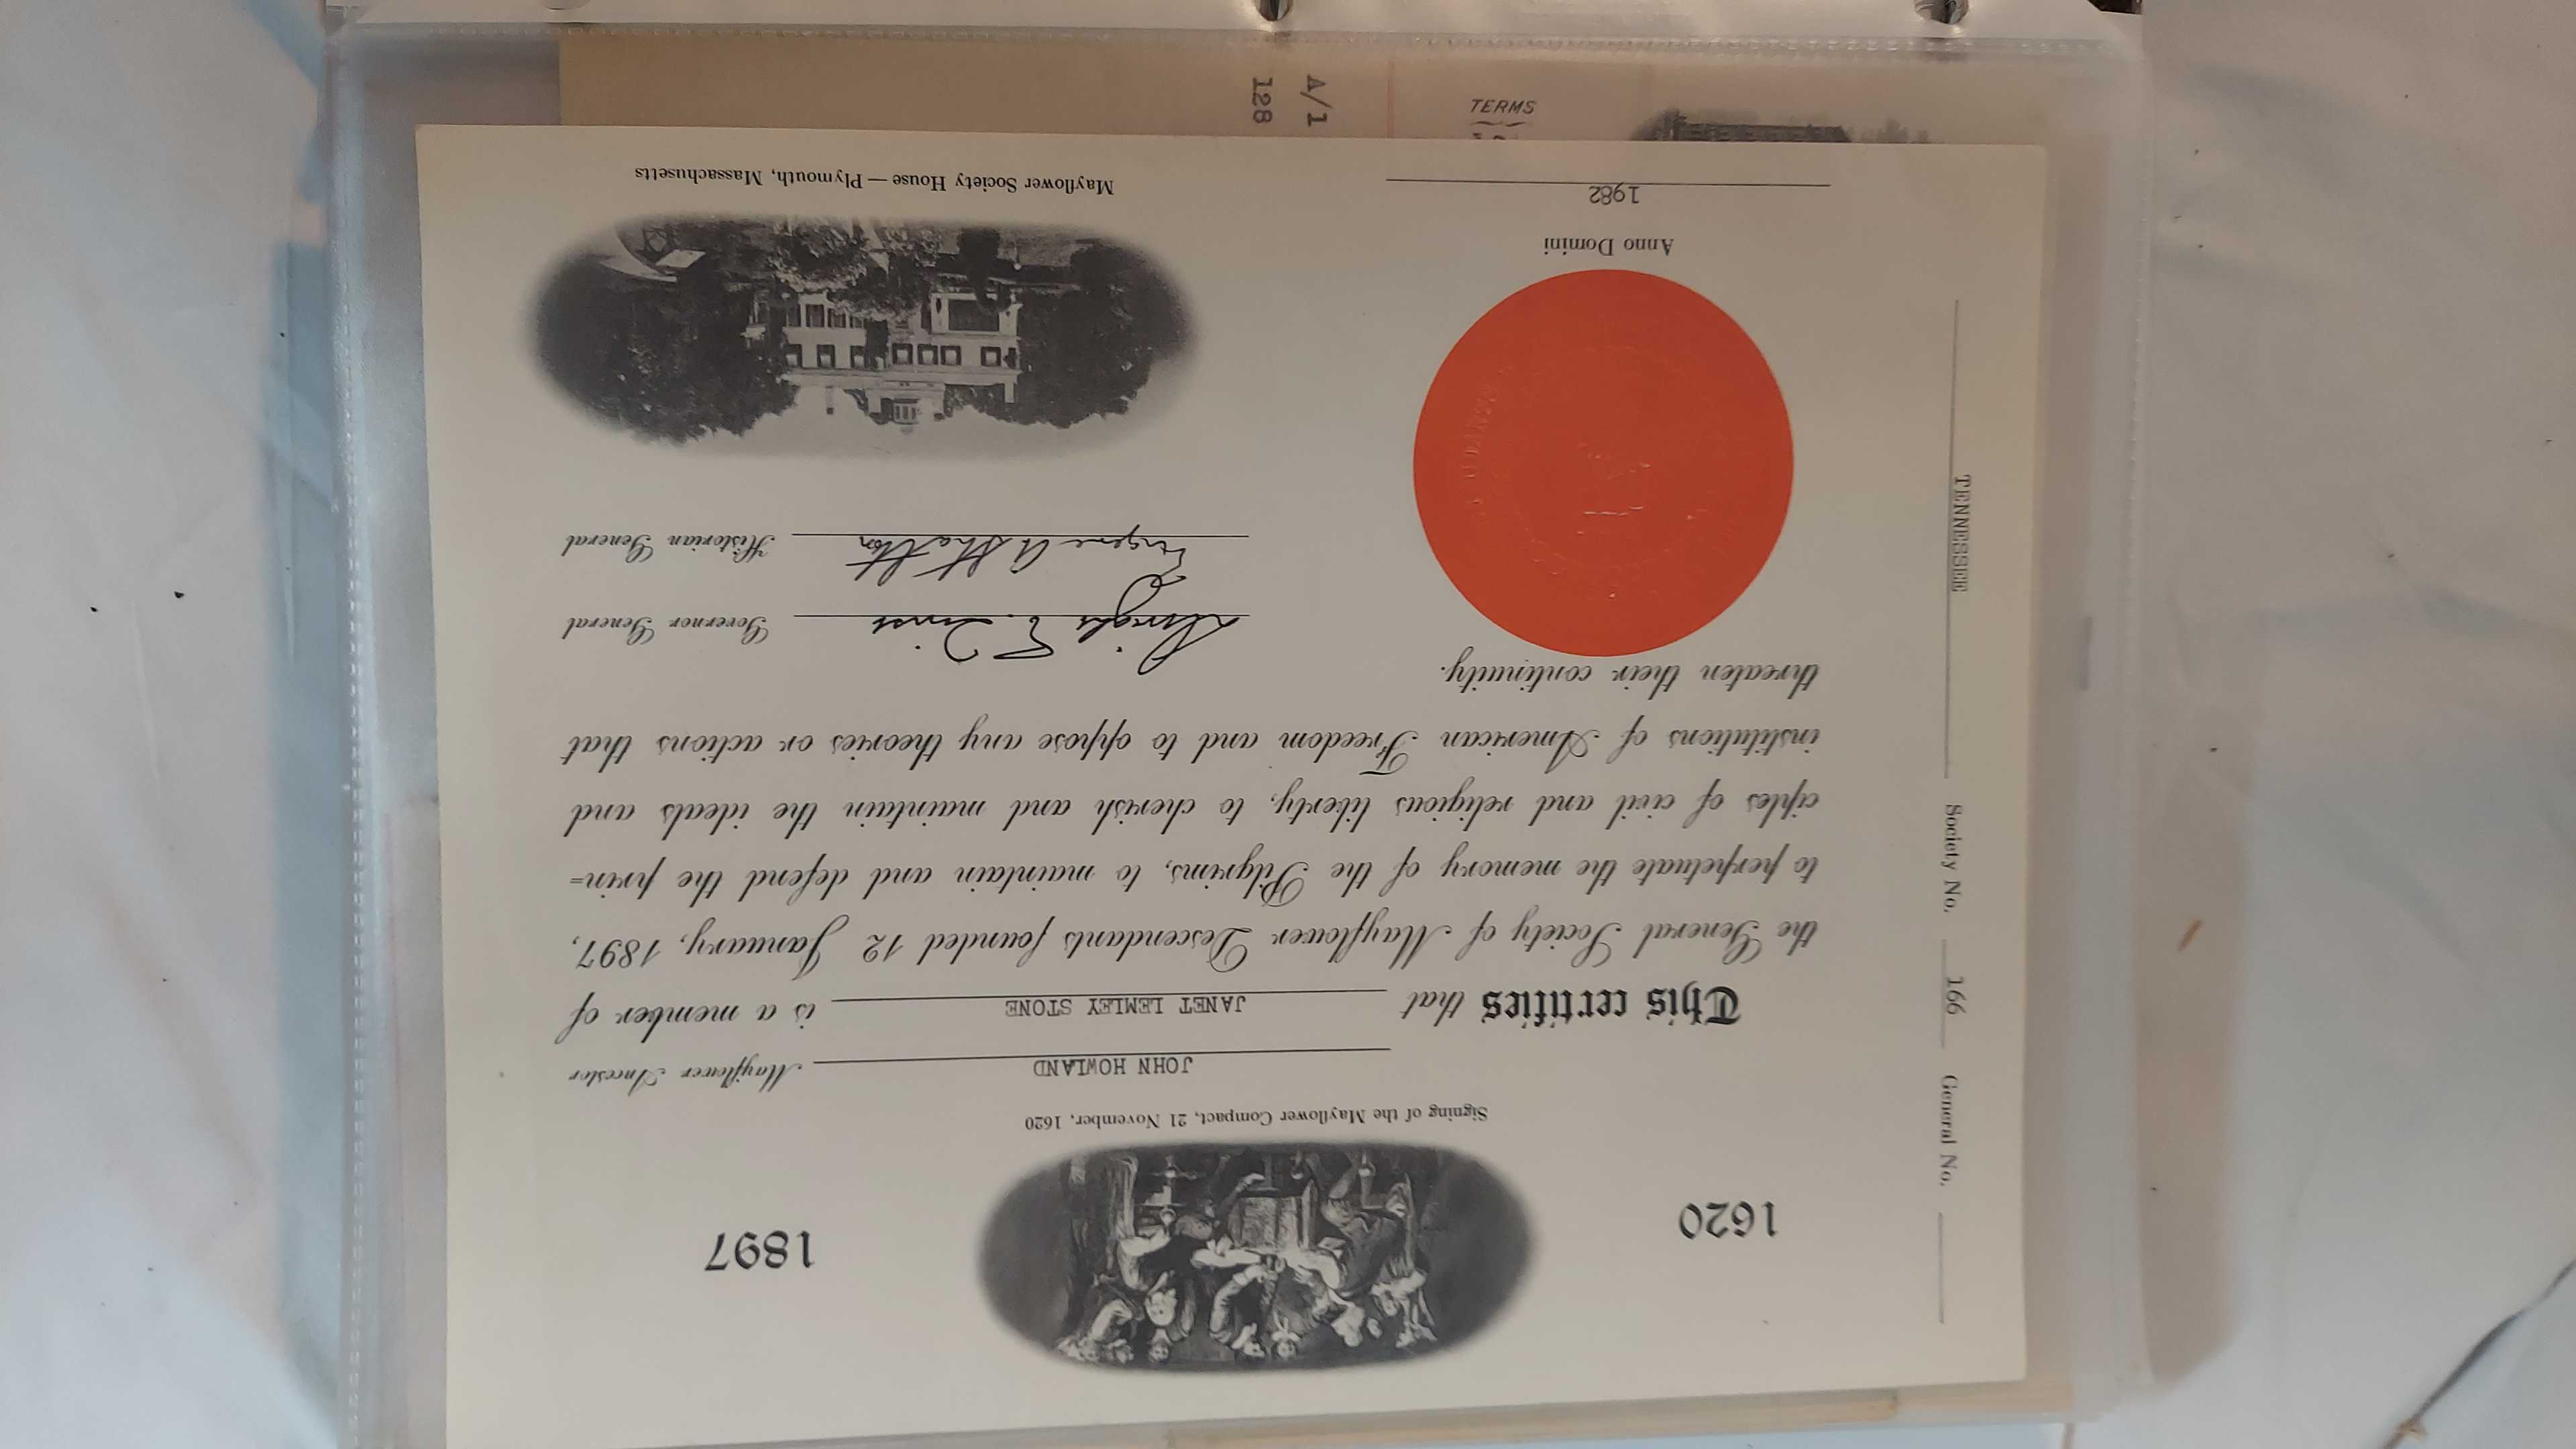 1620
1897
Signing of the Mayflower Compact, 21 November, 1620
JOHN HOWLAND Mayflower Ancestor
This certifies that JANET LEMLEY STONE is a member of
the General Society of Mayflower Descendants founded 12 January, 1897,
to perpetuate the memory of the Pilgrims, to maintain and defend the prin=
ciples of civil and religious liberty, to cherish and maintain the ideals and
institutions of American Freedom and to oppose any theories or actions that
threaten their continuity.
Governor General
Eugene A Stratton Historian General
Anno Domini
1982
Mayflower Society House — Plymouth, Massachusetts
TENNESSEE Society No. 166 General No.
TERMS
A/1
128